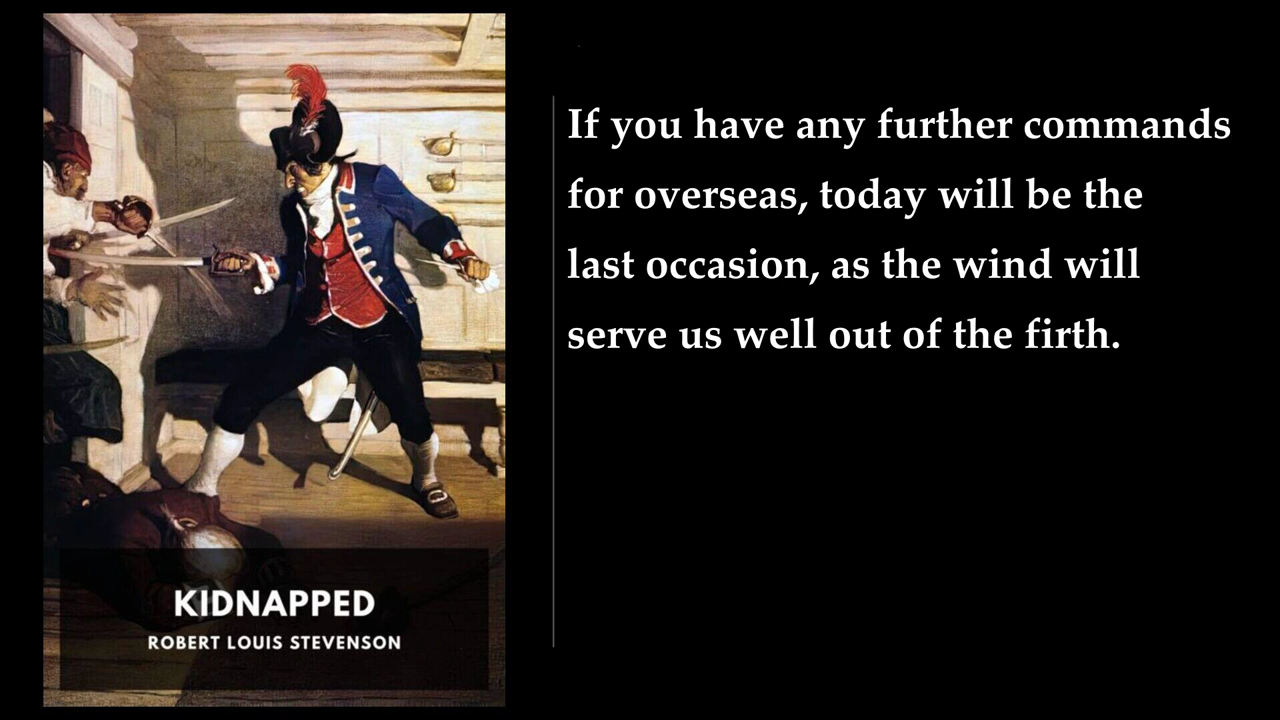 KIDNAPPED
ROBERT LOUIS STEVENSON
If you have any further commands
for overseas, today will be the
last occasion, as the wind will
serve us well out of the firth.